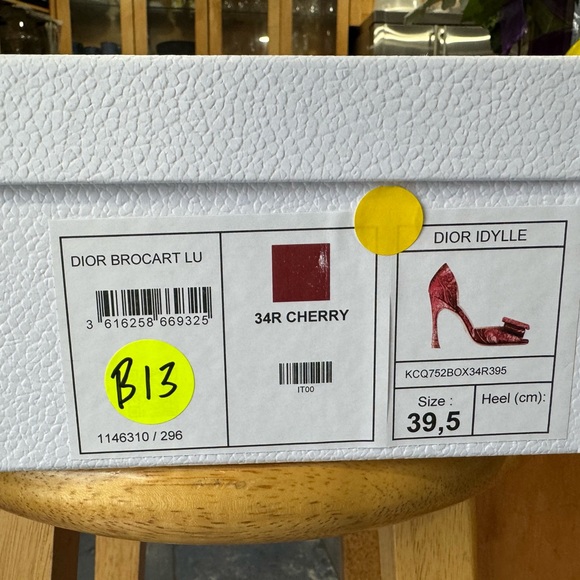 DIOR BROCART LU
3 616258 669325
B13
1146310 / 296
34R CHERRY
IT00
DIOR IDYLLE
KCQ752BOX34R395
Size :
39,5
Heel (cm):